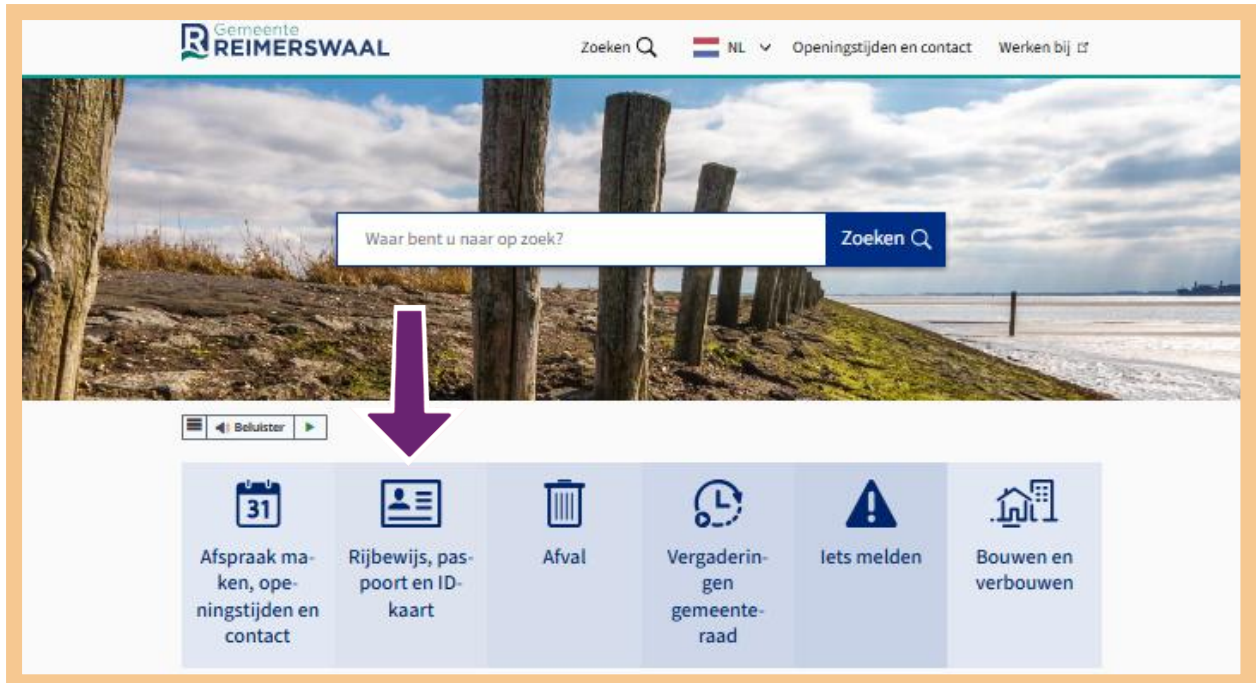 Gemeente
REIMERSWAAL
Zoeken
NL
Openingstijden en contact
Werken bij
Waar bent u naar op zoek?
Zoeken
Beluister
31
Afspraak ma-
ken, ope-
ningstijden en
contact
Rijbewijs, pas-
poort en ID-
kaart
Afval
Vergaderin-
gen
gemeente-
raad
Iets melden
Bouwen en
verbouwen